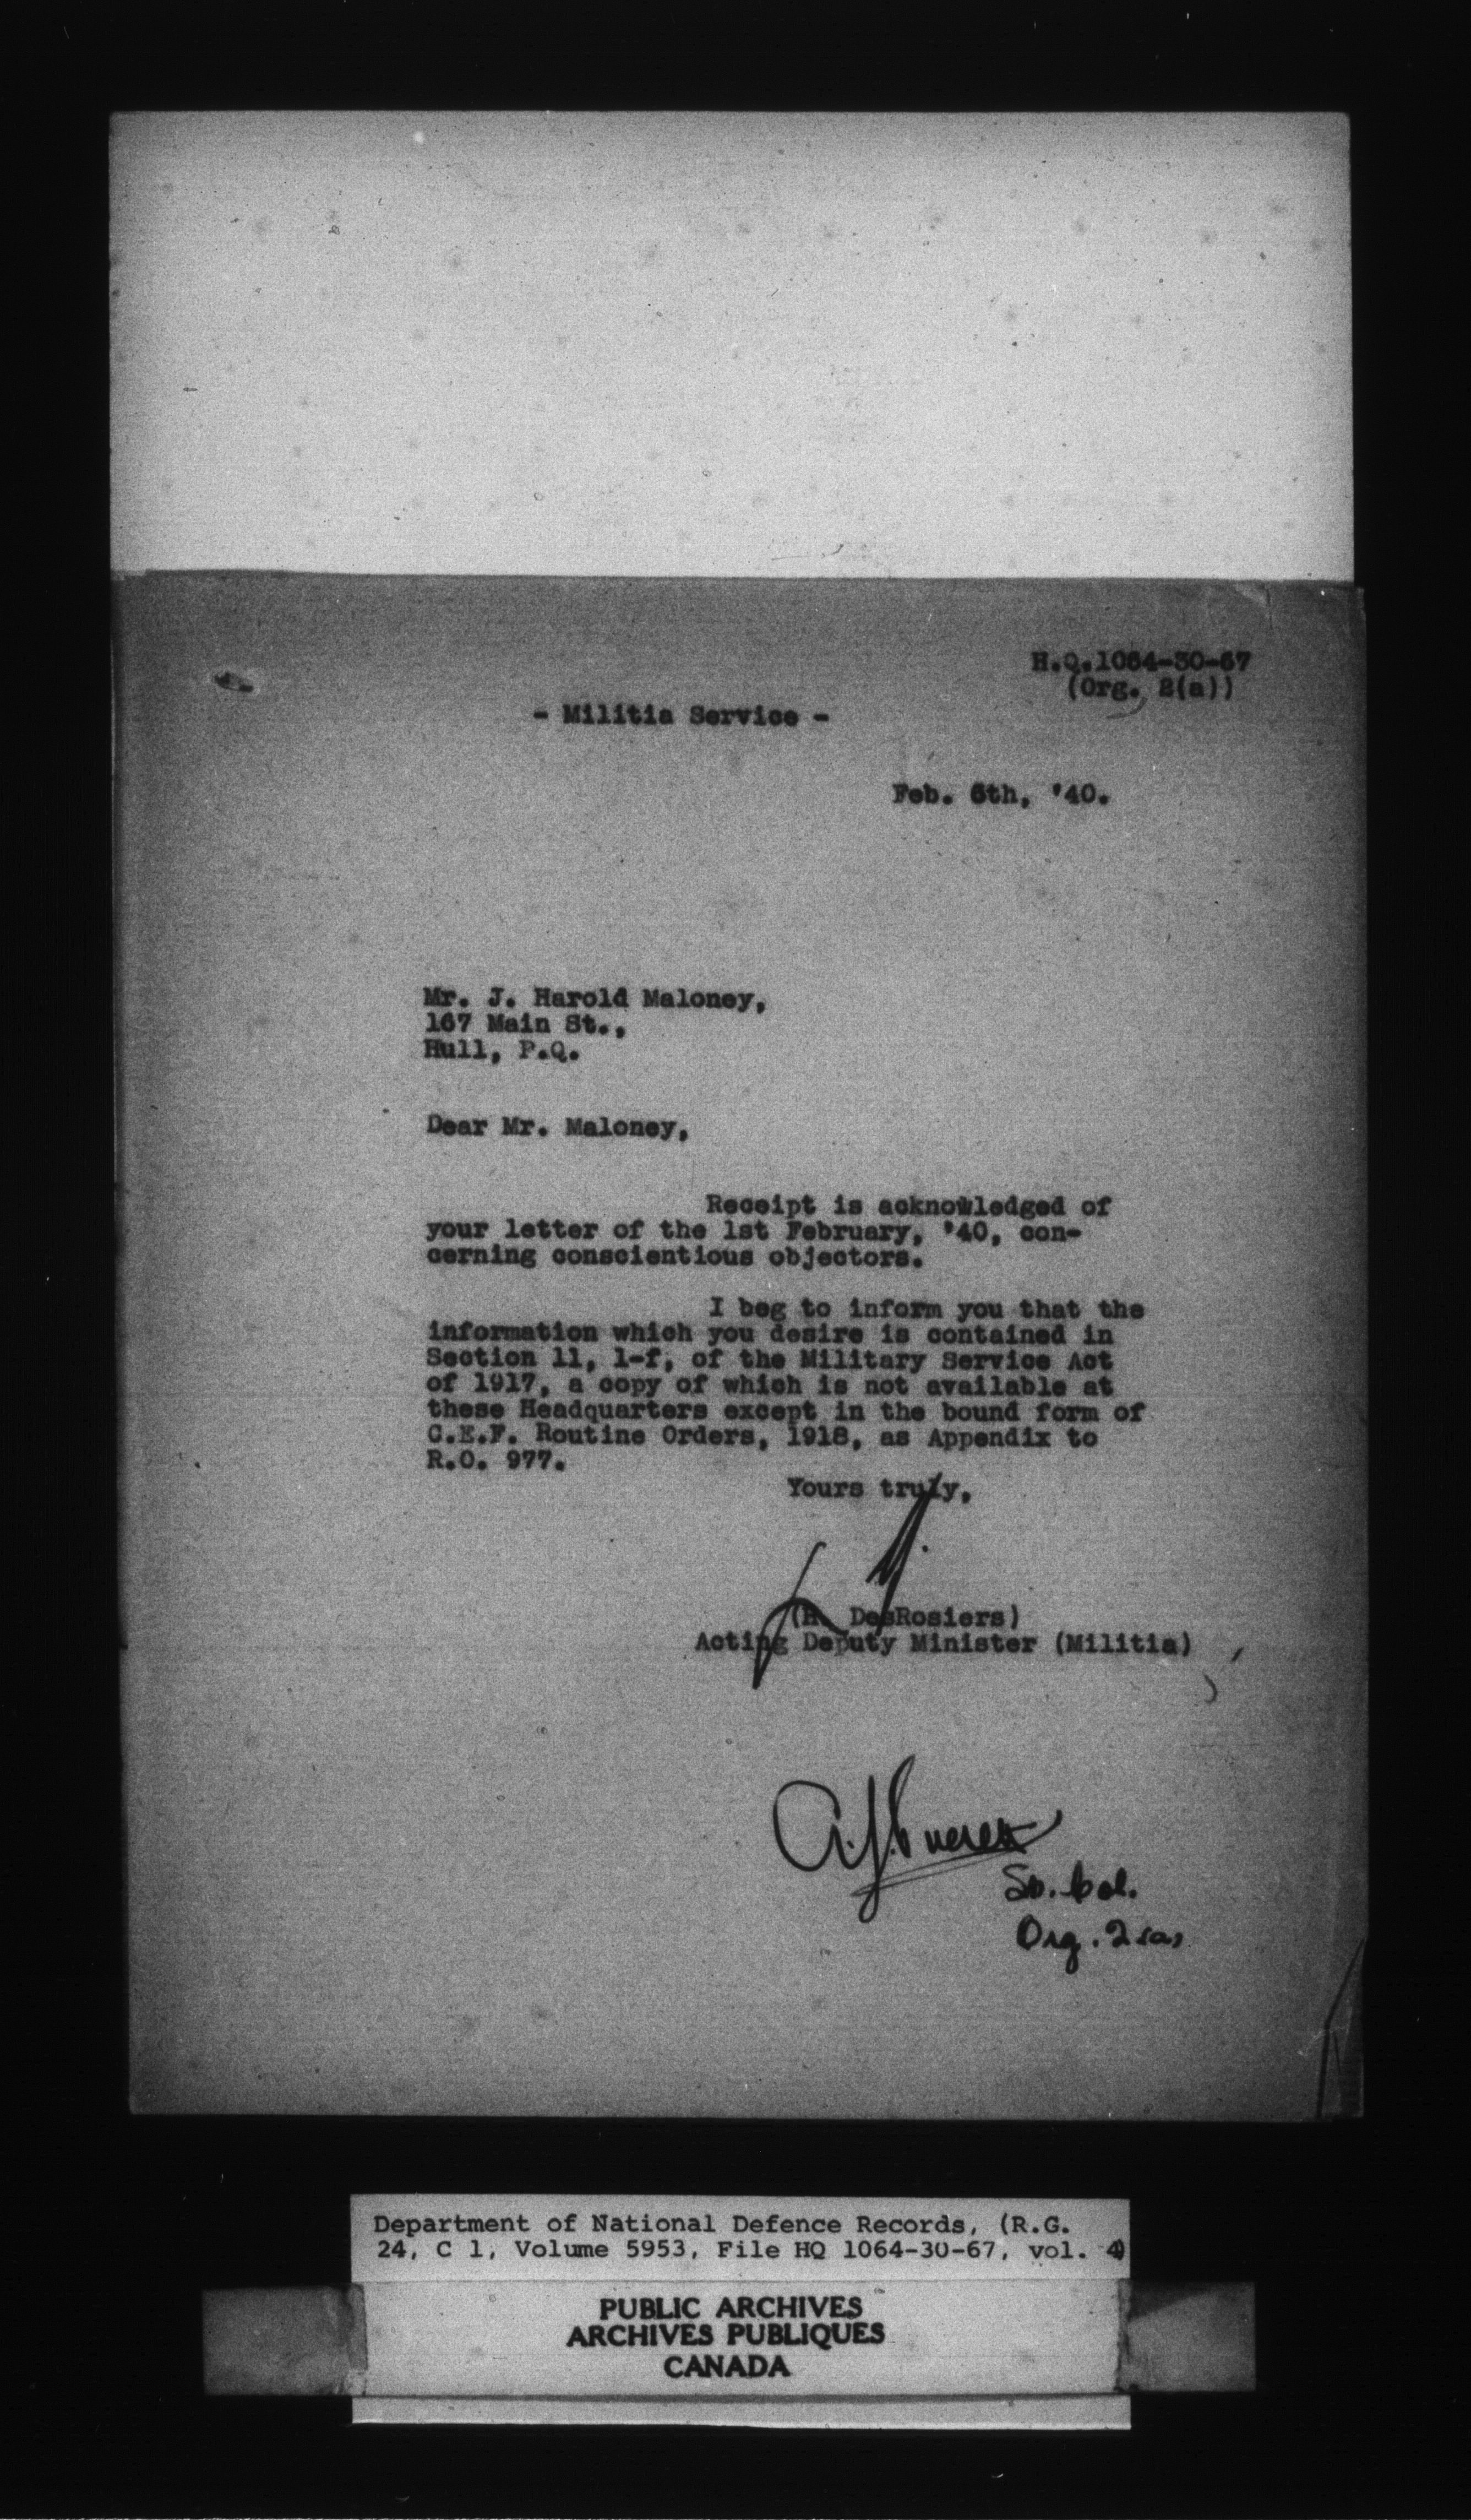 H.Q.1064-30-67
(Org. 2(a))
- Militia Service -
Feb. 6th, '40.
Mr. J. Harold Maloney,
167 Main St.,
Hull, P.Q.
Dear Mr. Maloney,
Receipt is acknowledged of
your letter of the 1st February, '40, con-
cerning conscientious objectors.
I beg to inform you that the
information which you desire is contained in
Section 11, 1-f, of the Military Service Act
of 1917, a copy of which is not available at
these Headquarters except in the bound form of
C.E.F. Routine Orders, 1918, as Appendix to
R.O. 977.
Yours truly,
(H. DesRosiers)
Acting Deputy Minister (Militia)
Org. 2(a)
Department of National Defence Records, (R.G.
24, C 1, Volume 5953, File HQ 1064-30-67, vol. 4)
PUBLIC ARCHIVES
ARCHIVES PUBLIQUES
CANADA